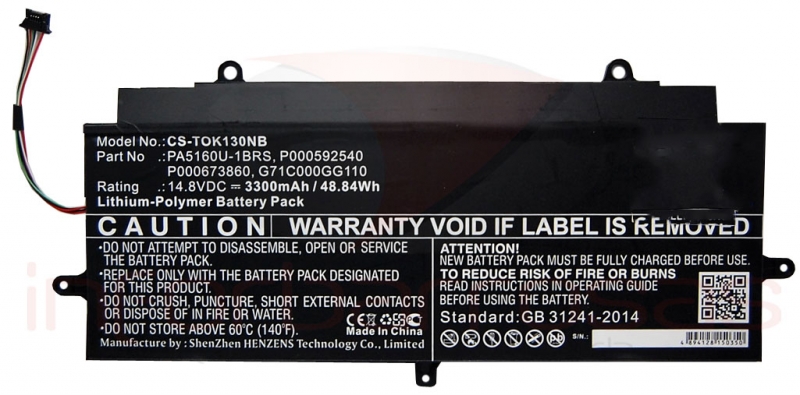 Model No.:CS-TOK130NB
Part No :PA5160U-1BRS, P000592540
P000673860, G71C000GG110
Rating :14.8VDC ⎓ 3300mAh / 48.84Wh
Lithium-Polymer Battery Pack
CAUTION WARRANTY VOID IF LABEL IS REMOVED
•DO NOT ATTEMPT TO DISASSEMBLE, OPEN OR SERVICE
THE BATTERY PACK.
•REPLACE ONLY WITH THE BATTERY PACK DESIGNATED
FOR THIS PRODUCT.
•DO NOT CRUSH, PUNCTURE, SHORT EXTERNAL CONTACTS
OR DISPOSE OF IN FIRE OR WATER.
•DO NOT STORE ABOVE 60°C (140°F).
Manufacture by : ShenZhen HENZENS Technology Co., Limited
CE
Made In China
ATTENTION!
NEW BATTERY PACK MUST BE FULLY CHARGED BEFORE USE.
TO REDUCE RISK OF FIRE OR BURNS
READ INSTRUCTIONS IN OPERATING GUIDE
BEFORE USING THE BATTERY.
Standard:GB 31241-2014
S/N.:
4 894128 150350